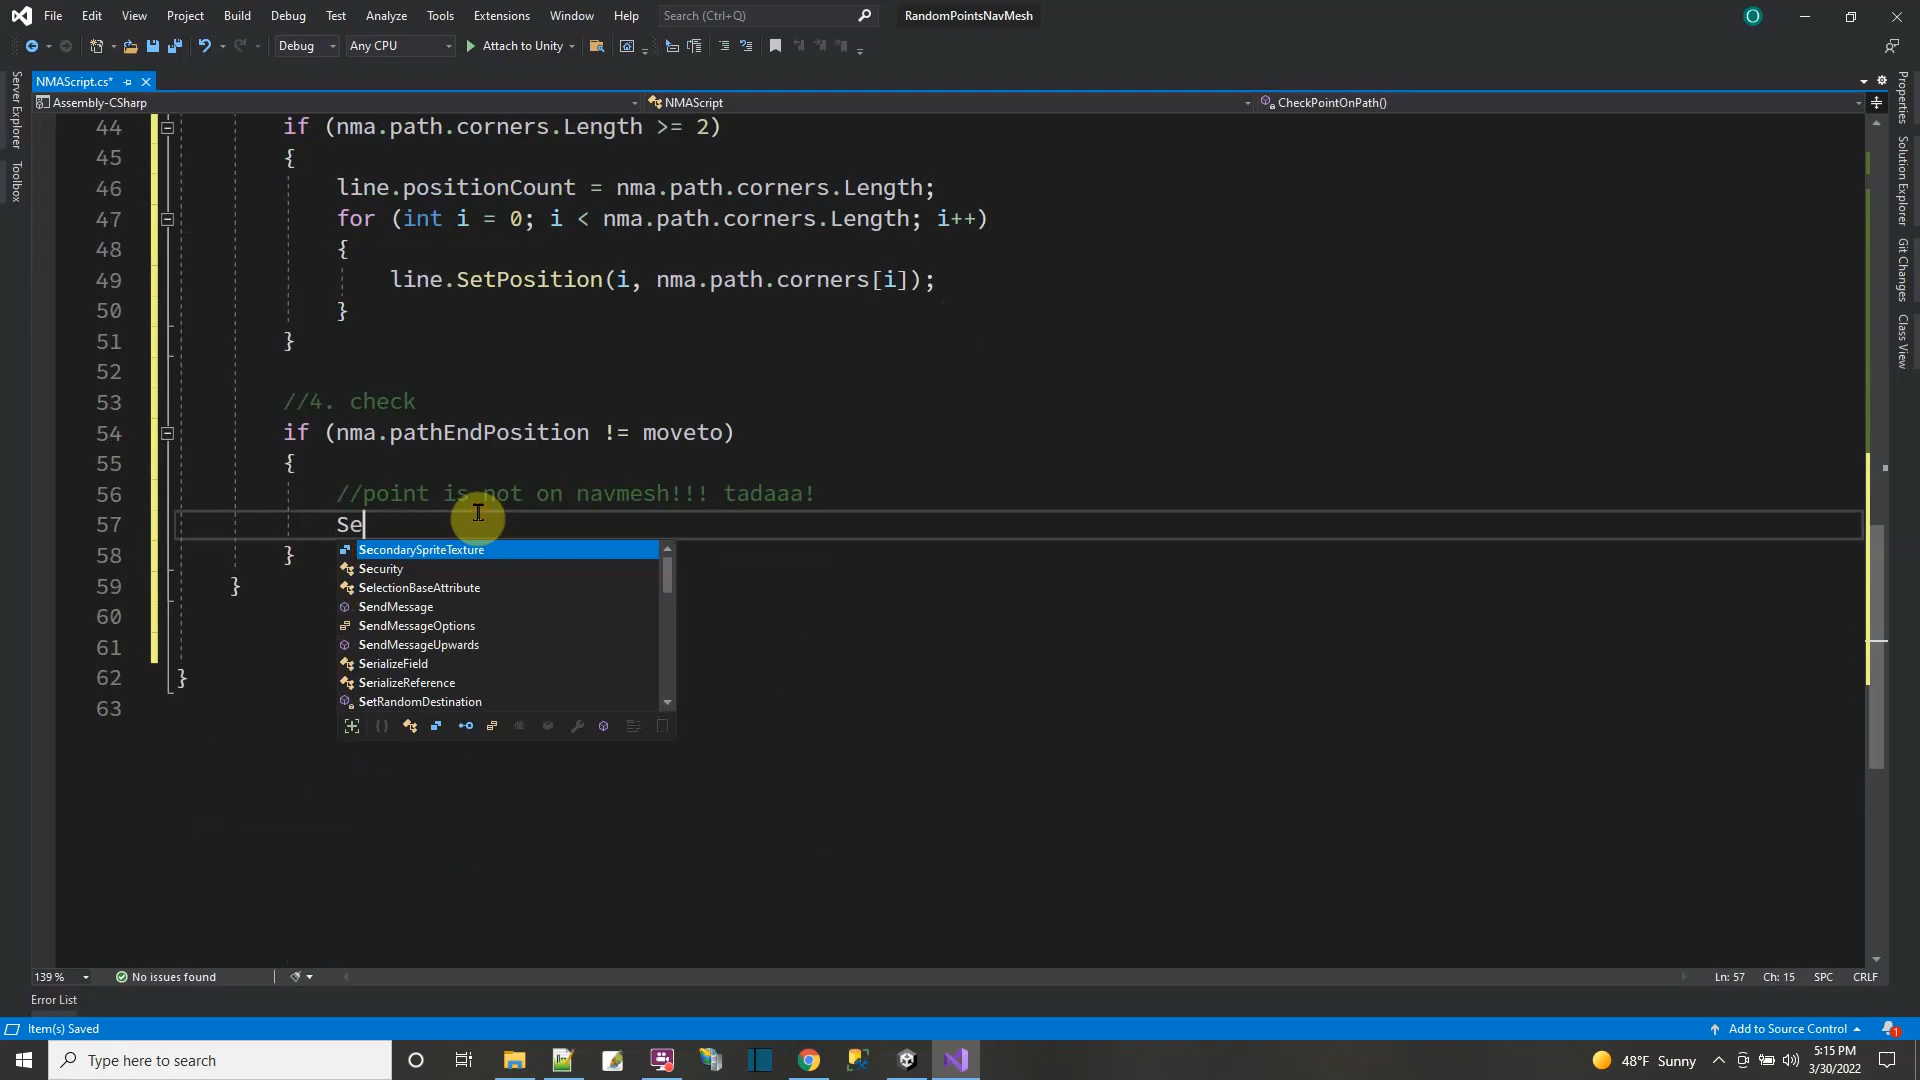 File Edit View Project Build Debug Test Analyze Tools Extensions Window Help Search (Ctrl+Q) RandomPointsNavMesh O
Debug Any CPU Attach to Unity
NMAScript.cs*
Assembly-CSharp NMAScript CheckPointOnPath()
Server Explorer
Toolbox
Properties
Solution Explorer
Git Changes
Class View
44 if (nma.path.corners.Length >= 2)
45 {
46 line.positionCount = nma.path.corners.Length;
47 for (int i = 0; i < nma.path.corners.Length; i++)
48 {
49 line.SetPosition(i, nma.path.corners[i]);
50 }
51 }
52
53 //4. check
54 if (nma.pathEndPosition != moveto)
55 {
56 //point is not on navmesh!!! tadaaa!
57 Se
58 }
59 }
60
61
62 }
63
SecondarySpriteTexture
Security
SelectionBaseAttribute
SendMessage
SendMessageOptions
SendMessageUpwards
SerializeField
SerializeReference
SetRandomDestination
139 % No issues found Ln: 57 Ch: 15 SPC CRLF
Error List
Item(s) Saved Add to Source Control 1
Type here to search 48°F Sunny 5:15 PM
3/30/2022